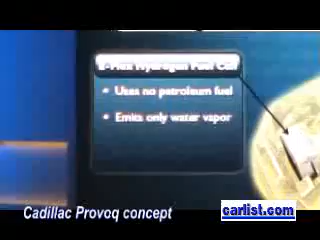 E-Flex Hydrogen Fuel Cell
• Uses no petroleum fuel
• Emits only water vapor
Cadillac Provoq concept
carlist.com